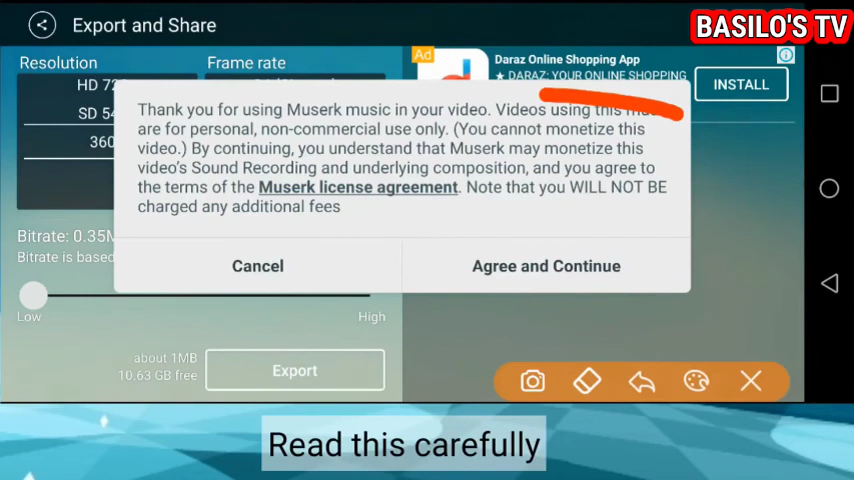 Export and Share
BASILO'S TV
Resolution
Frame rate
HD 72
SD 54
360
Ad
Daraz Online Shopping App
★ DARAZ: YOUR ONLINE SHOPPING
INSTALL
Thank you for using Muserk music in your video. Videos using this
are for personal, non-commercial use only. (You cannot monetize this
video.) By continuing, you understand that Muserk may monetize this
video's Sound Recording and underlying composition, and you agree to
the terms of the Muserk license agreement. Note that you WILL NOT BE
charged any additional fees
Cancel
Agree and Continue
Bitrate: 0.35M
Bitrate is based
Low
High
about 1MB
10.63 GB free
Export
Read this carefully